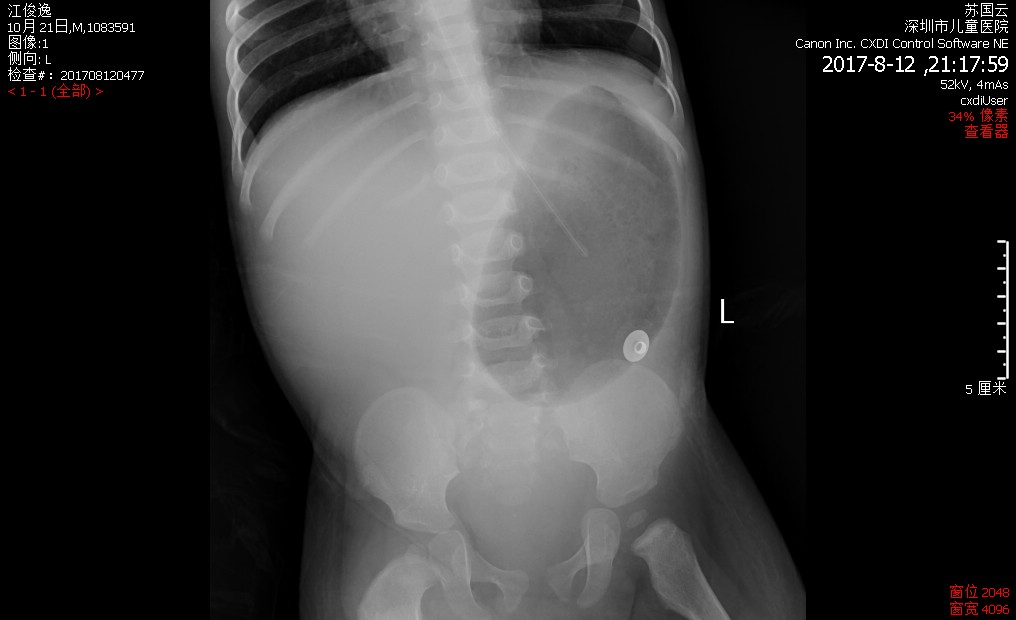 江俊逸
10月21日,M,1083591
图像:1
侧向: L
检查#: 201708120477
< 1 - 1 (全部) >
苏国云
深圳市儿童医院
Canon Inc. CXDI Control Software NE
2017-8-12 ,21:17:59
52kV, 4mAs
cxdiUser
34% 像素
查看器
L
5 厘米
窗位 2048
窗宽 4096